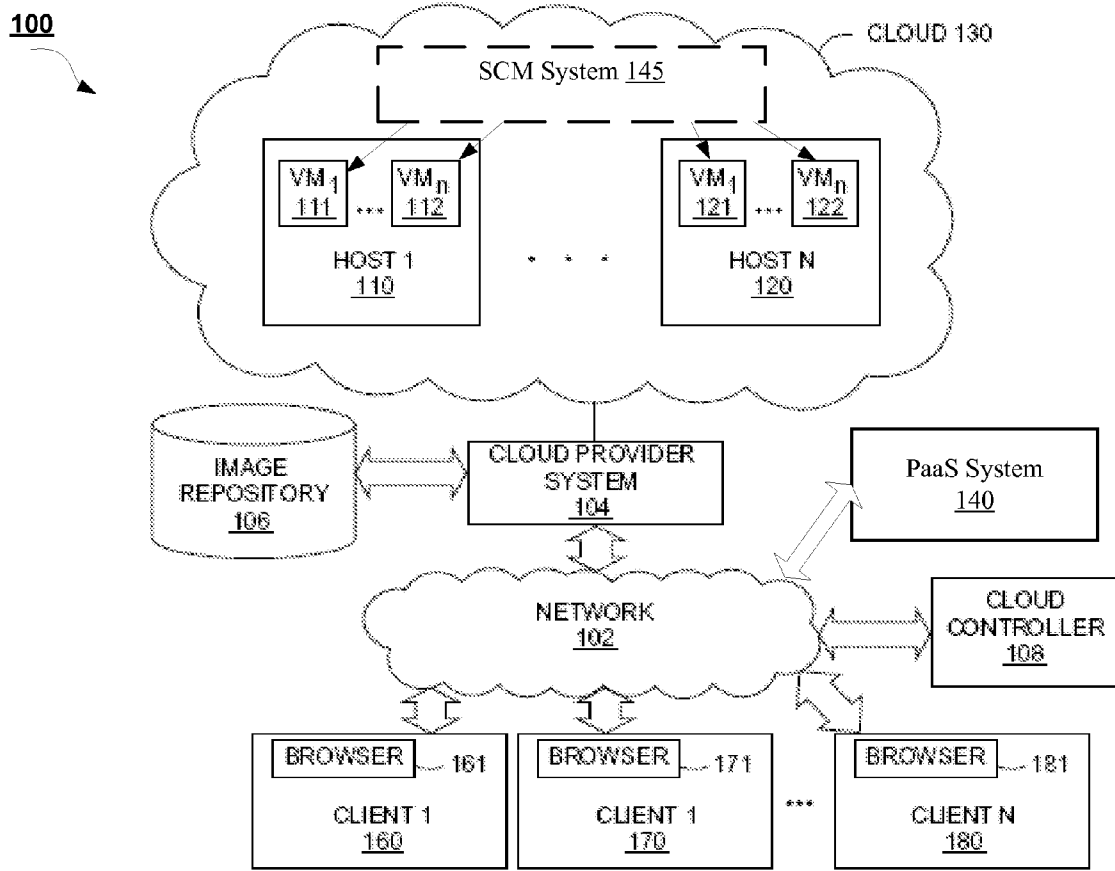 100
CLOUD 130
SCM System 145
VM1
111
...
VMn
112
VM1
121
...
VMn
122
HOST 1
110
. . .
HOST N
120
IMAGE
REPOSITORY
106
CLOUD PROVIDER
SYSTEM
104
PaaS System
140
NETWORK
102
CLOUD
CONTROLLER
108
BROWSER
161
CLIENT 1
160
BROWSER
171
CLIENT 1
170
...
BROWSER
181
CLIENT N
180